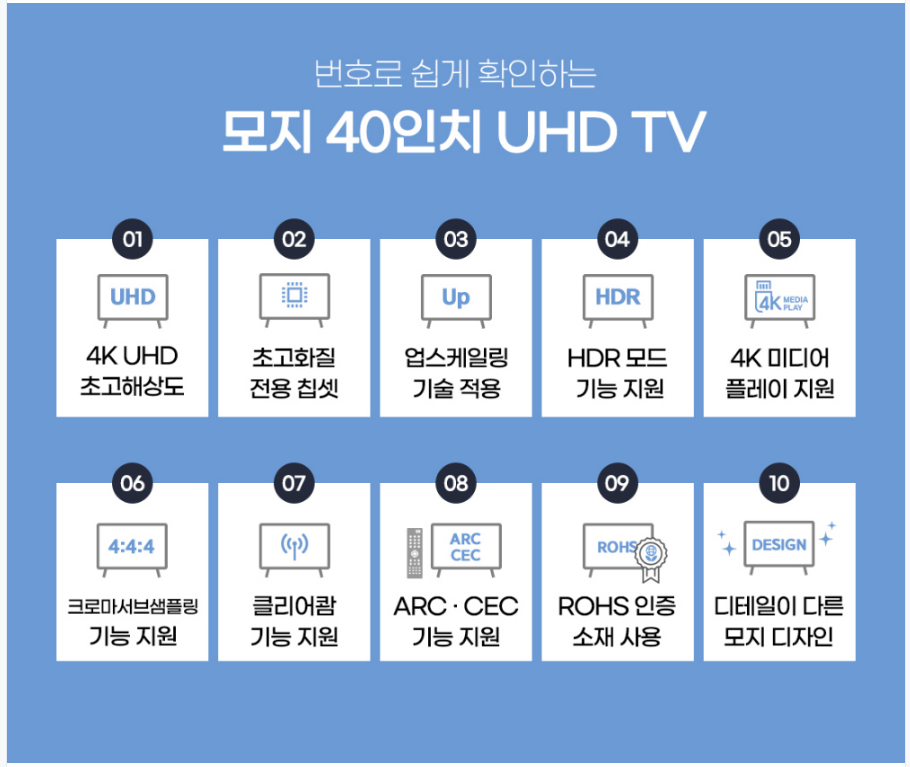 번호로 쉽게 확인하는
모지 40인치 UHD TV
01
UHD
4K UHD
초고해상도
02
초고화질
전용 칩셋
03
Up
업스케일링
기술 적용
04
HDR
HDR 모드
기능 지원
05
4K MEDIA
PLAY
4K 미디어
플레이 지원
06
4:4:4
크로마서브샘플링
기능 지원
07
클리어쾀
기능 지원
08
ARC
CEC
ARC · CEC
기능 지원
09
ROHS
ROHS 인증
소재 사용
10
DESIGN
디테일이 다른
모지 디자인